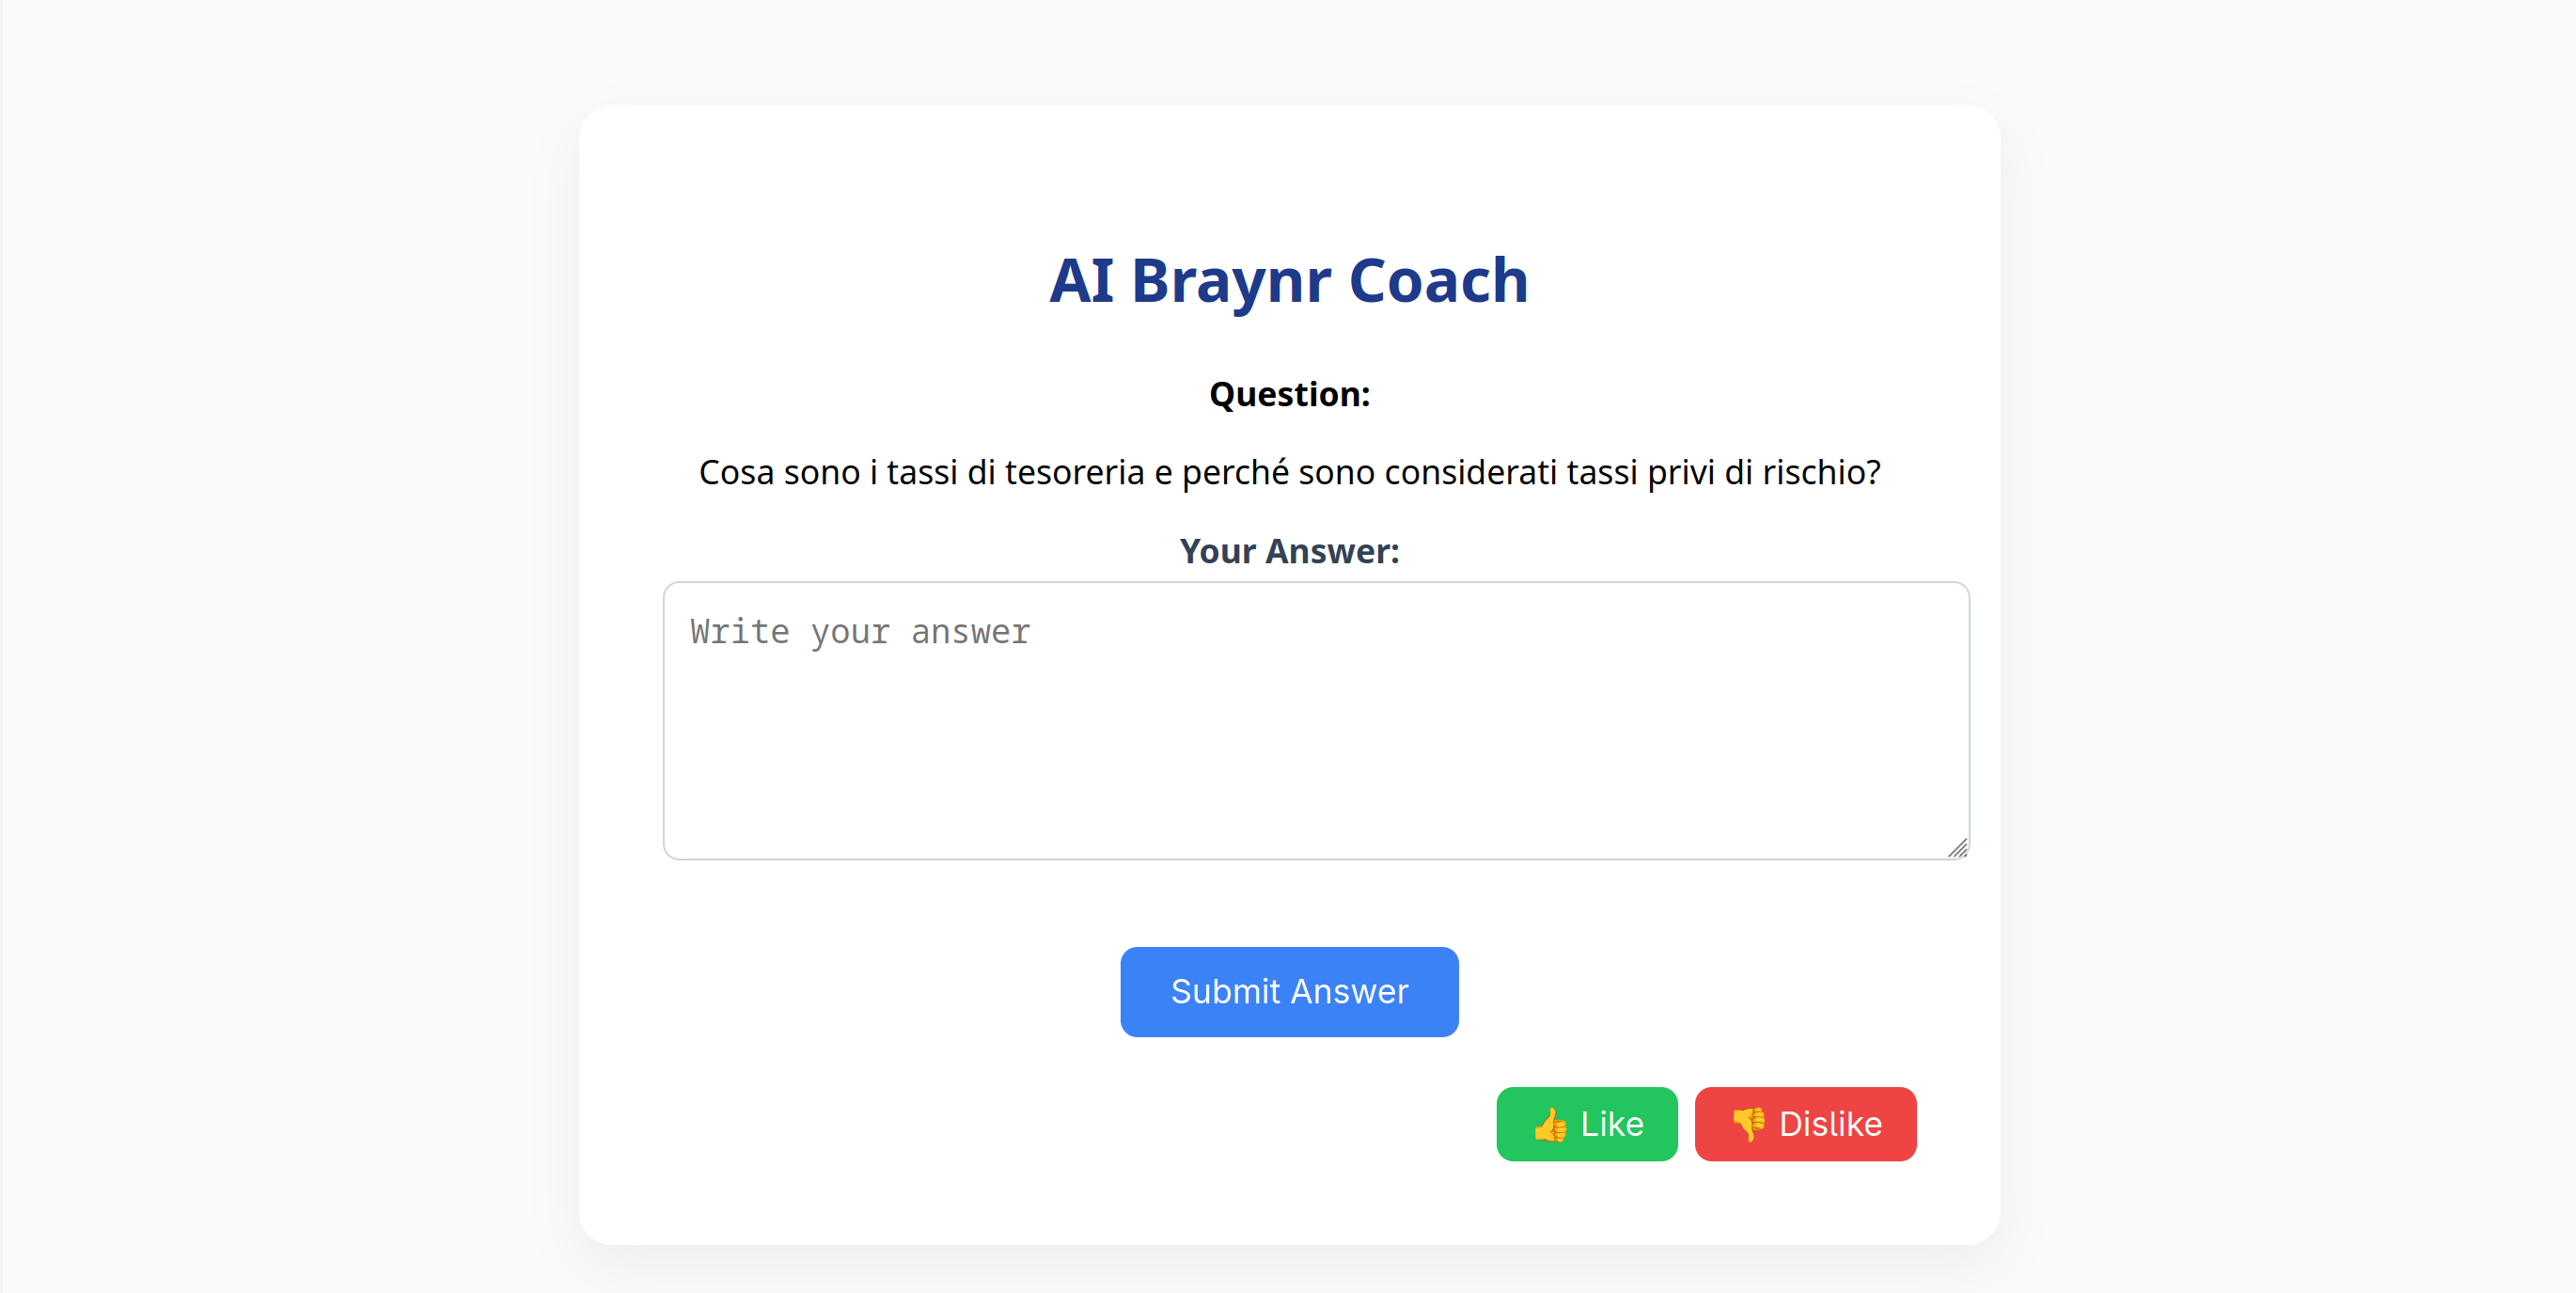 AI Braynr Coach
Question:
Cosa sono i tassi di tesoreria e perché sono considerati tassi privi di rischio?
Your Answer:
Write your answer
Submit Answer
👍 Like
👎 Dislike